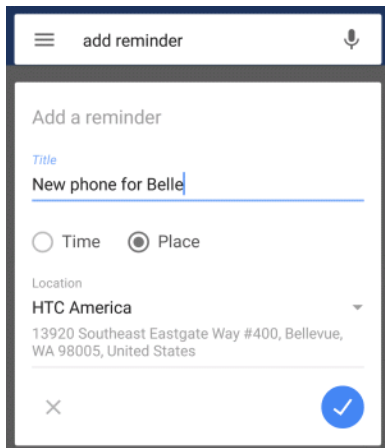 add reminder
Add a reminder
Title
New phone for Belle
Time Place
Location
HTC America
13920 Southeast Eastgate Way #400, Bellevue,
WA 98005, United States